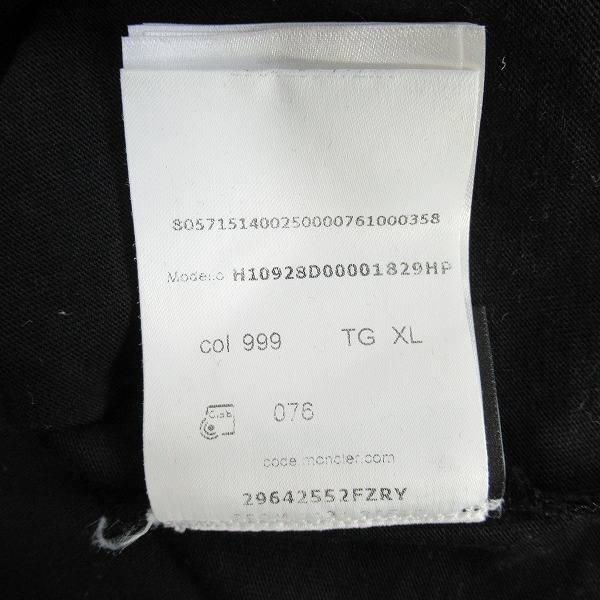 8057151400250000761000358
Modello H10928D00001829HP
col 999 TG XL
076
code.moncler.com
29642552FZRY